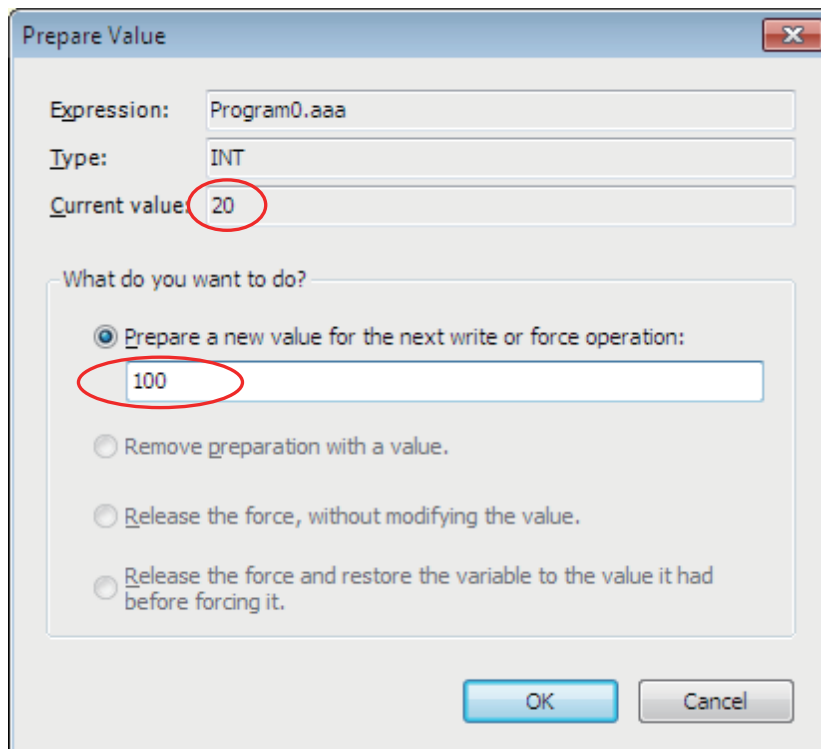 Prepare Value
Expression: Program0.aaa
Type: INT
Current value: 20
What do you want to do?
Prepare a new value for the next write or force operation:
100
Remove preparation with a value.
Release the force, without modifying the value.
Release the force and restore the variable to the value it had
before forcing it.
OK Cancel